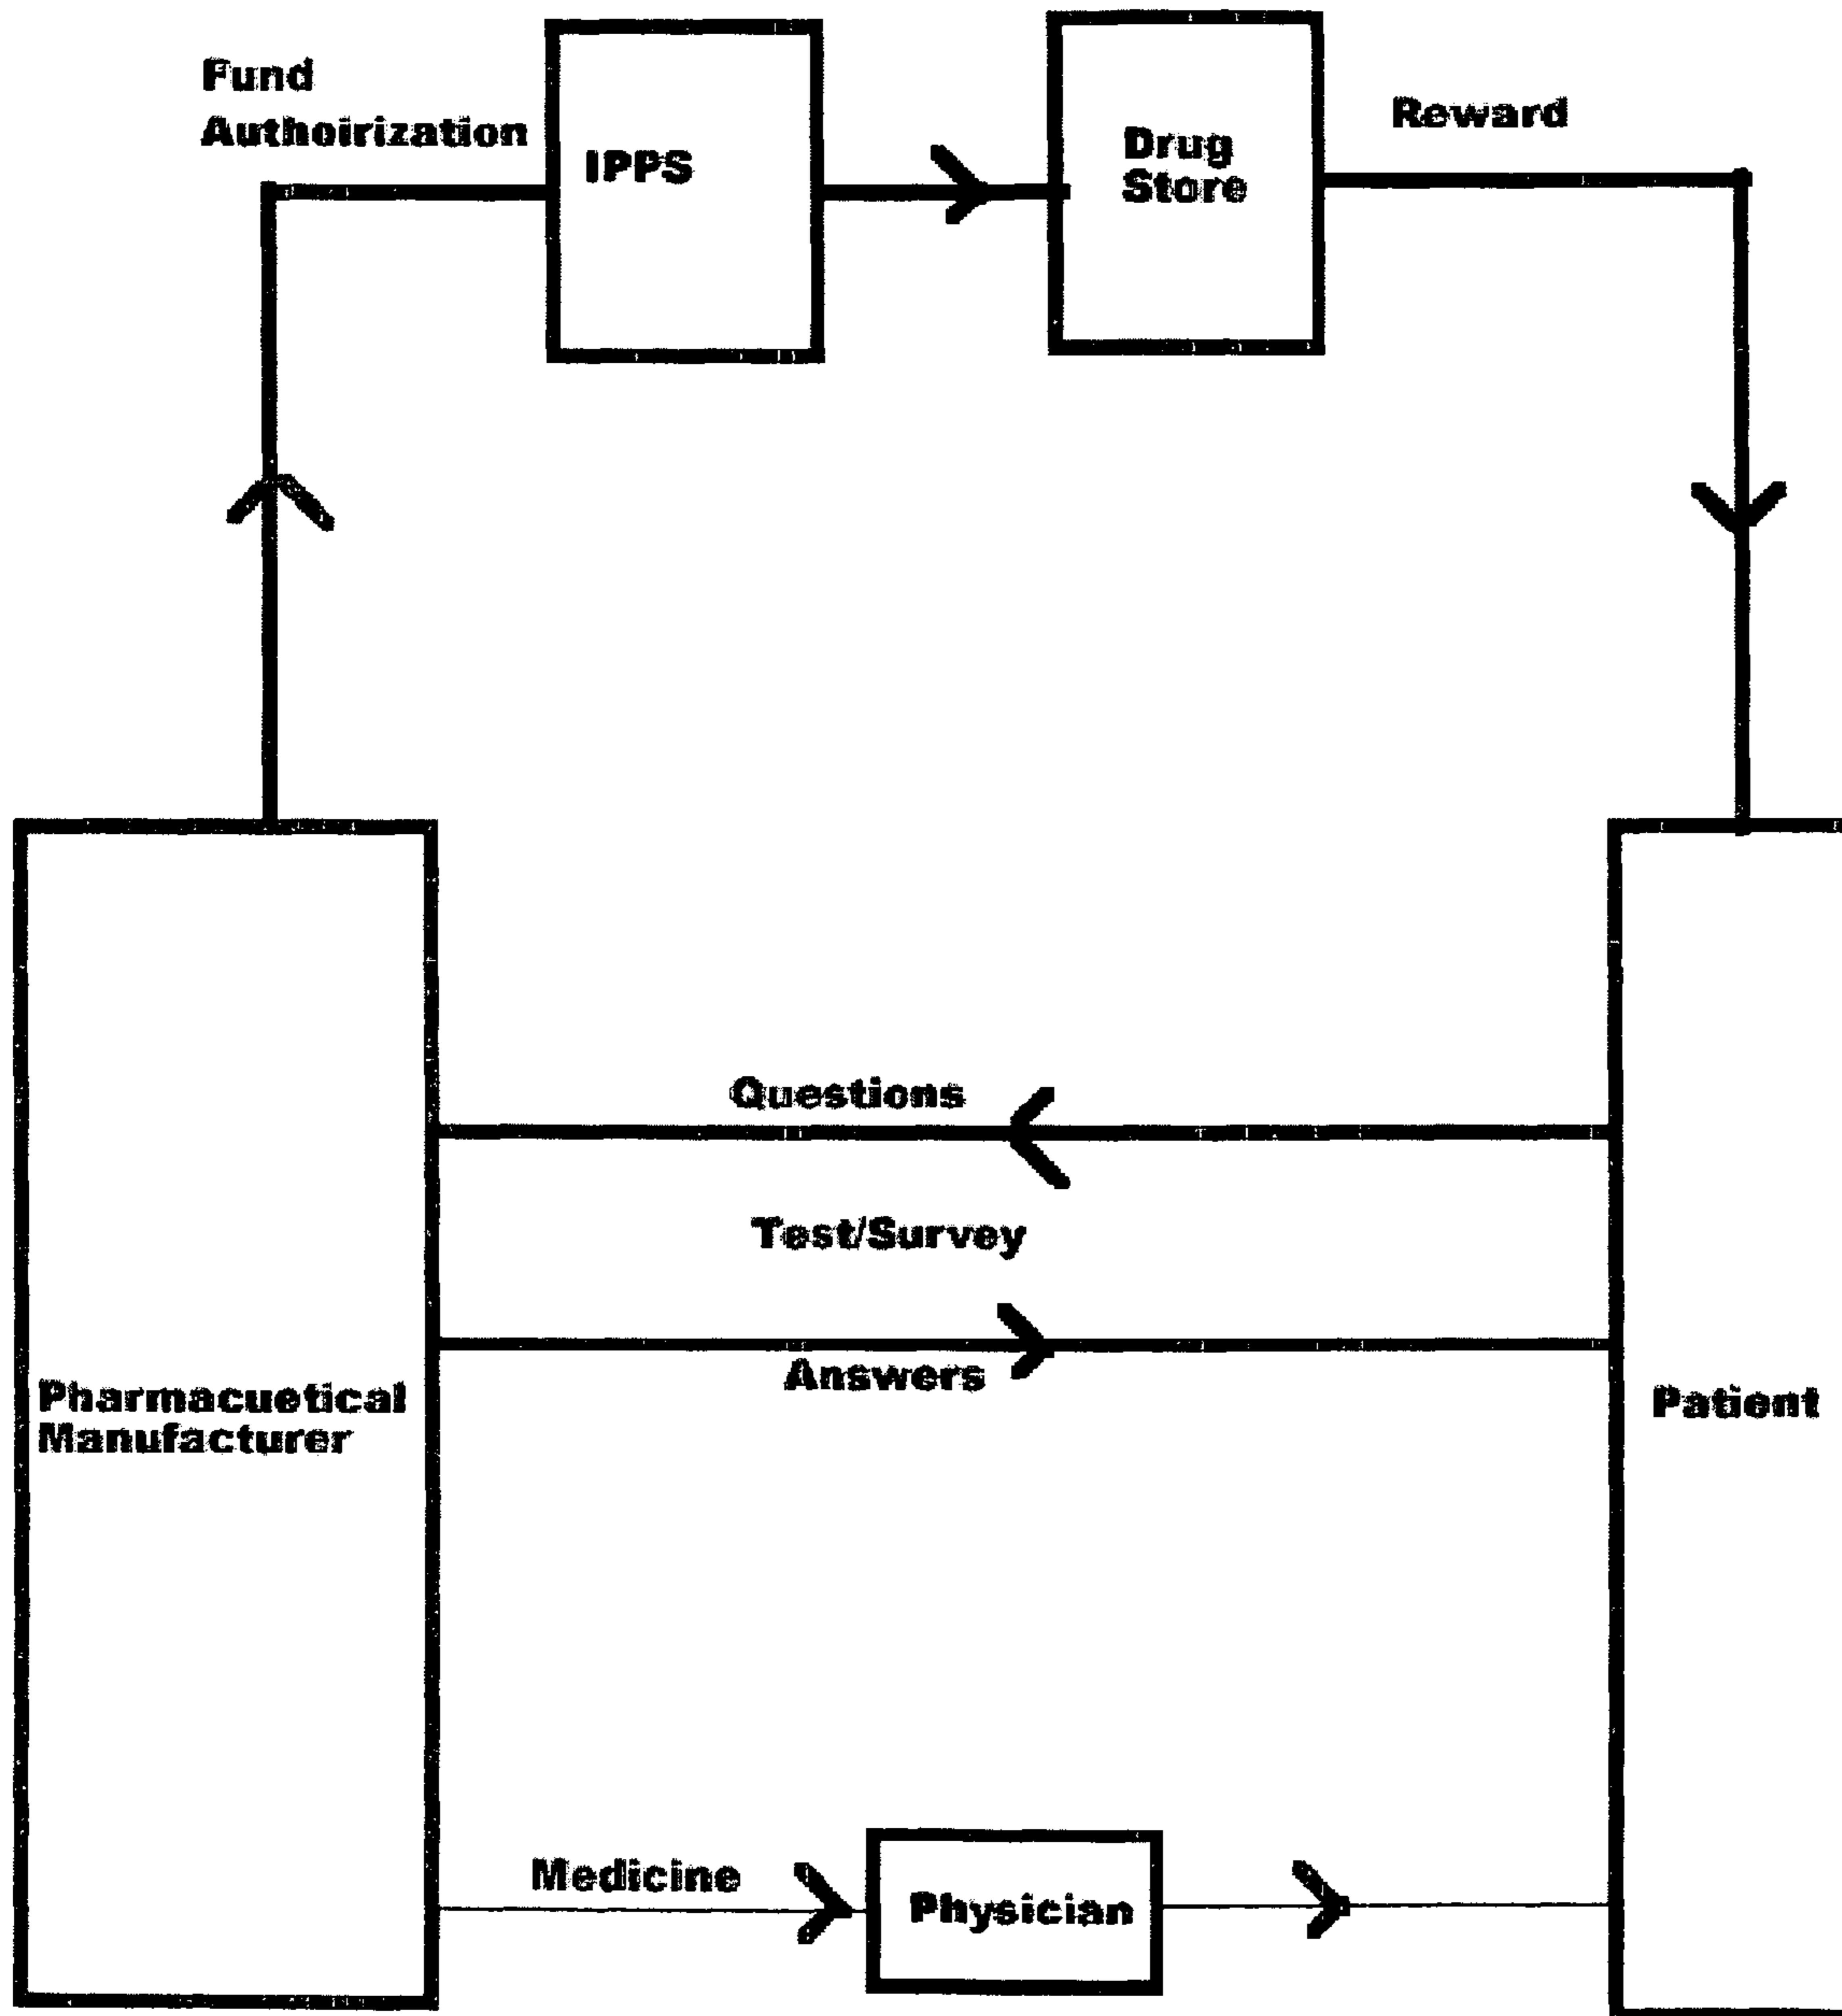 Fund
Authoirization
IPPS
Drug
Store
Reward
Questions
Test/Survey
Answers
Pharmacuetical
Manufacturer
Patient
Medicine
Physician